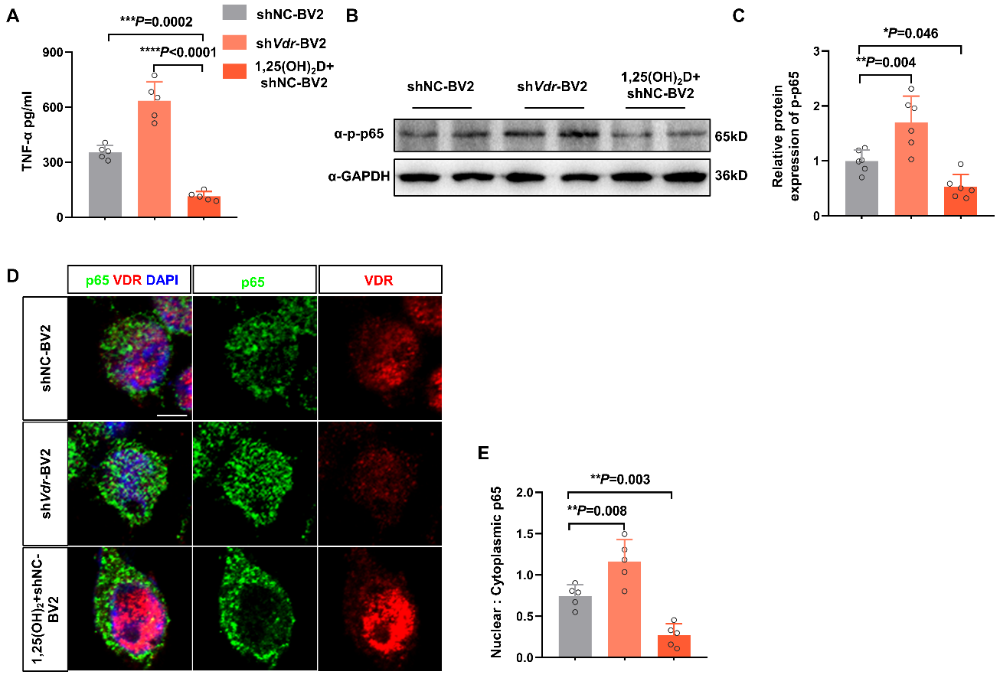 A
***P=0.0002
****P<0.0001
TNF-α pg/ml
900
600
300
0
shNC-BV2
shVdr-BV2
1,25(OH)2D+
shNC-BV2
B
shNC-BV2
shVdr-BV2
1,25(OH)2D+
shNC-BV2
α-p-p65
65kD
α-GAPDH
36kD
C
*P=0.046
**P=0.004
Relative protein
expression of p-p65
3
2
1
0
D
p65 VDR DAPI
p65
VDR
shNC-BV2
shVdr-BV2
1,25(OH)2+shNC-
BV2
E
**P=0.003
**P=0.008
Nuclear : Cytoplasmic p65
2.0
1.5
1.0
0.5
0.0